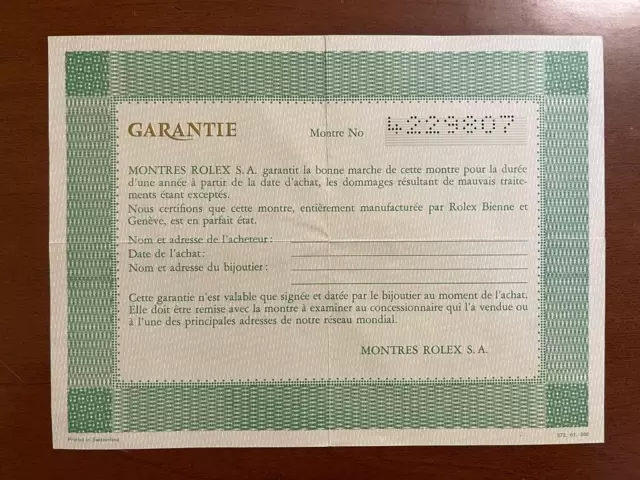 GARANTIE
Montre No 4229807
MONTRES ROLEX S. A. garantit la bonne marche de cette montre pour la durée
d'une année à partir de la date d'achat, les dommages résultant de mauvais traite-
ments étant exceptés.
Nous certifions que cette montre, entièrement manufacturée par Rolex Bienne et
Genève, est en parfait état.
Nom et adresse de l'acheteur:
Date de l'achat:
Nom et adresse du bijoutier:
Cette garantie n'est valable que signée et datée par le bijoutier au moment de l'achat.
Elle doit être remise avec la montre à examiner au concessionnaire qui l'a vendue ou
à l'une des principales adresses de notre réseau mondial.
MONTRES ROLEX S. A.
Printed in Switzerland